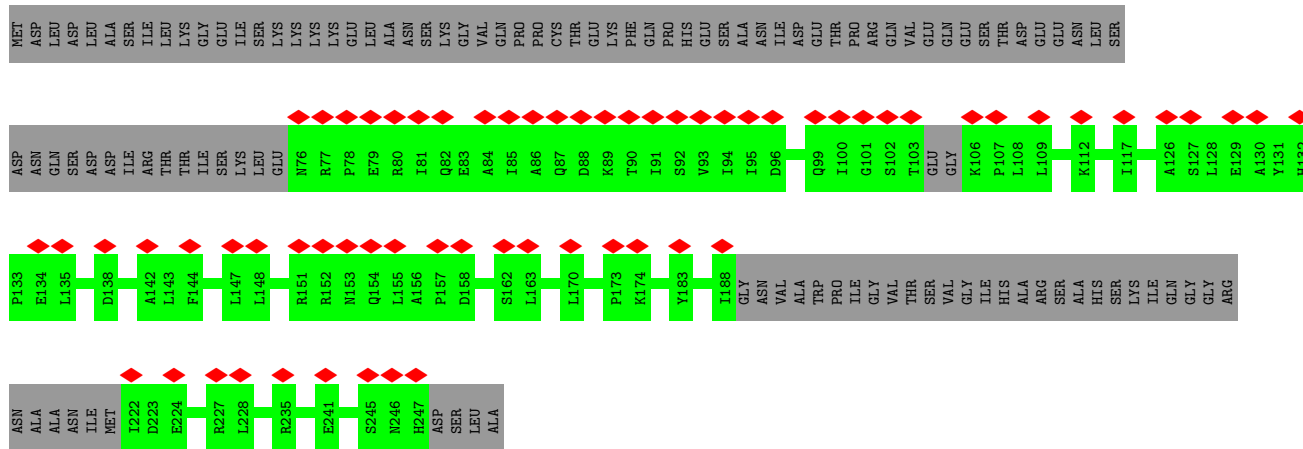 MET ASP LEU ASP LEU ALA SER ILE LEU LYS GLY GLU ILE SER LYS LYS LYS LYS GLU LEU ALA ASN SER LYS GLY VAL GLN PRO PRO CYS THR GLU LYS PHE GLN PRO HIS GLU SER ALA ASN ILE ASP GLU THR PRO ARG GLN VAL GLU GLN GLU SER THR ASP GLU GLU ASN LEU SER
ASP ASN GLN SER ASP ASP ILE ARG THR THR ILE SER LYS LEU GLU N76 R77 P78 E79 R80 I81 Q82 E83 A84 I85 A86 Q87 D88 K89 T90 I91 S92 V93 I94 I95 D96 Q99 I100 G101 S102 T103 GLU GLY K106 P107 L108 L109 K112 I117 A126 S127 L128 E129 A130 Y131 H132
P133 E134 L135 D138 A142 L143 F144 L147 L148 R151 R152 N153 Q154 L155 A156 P157 D158 S162 L163 L170 P173 K174 Y183 I188 GLY ASN VAL ALA TRP PRO ILE GLY VAL THR SER VAL GLY ILE HIS ALA ARG SER ALA HIS SER LYS ILE GLN GLY GLY ARG
ASN ALA ALA ASN ILE MET I222 D223 E224 R227 L228 R235 E241 S245 N246 H247 ASP SER LEU ALA